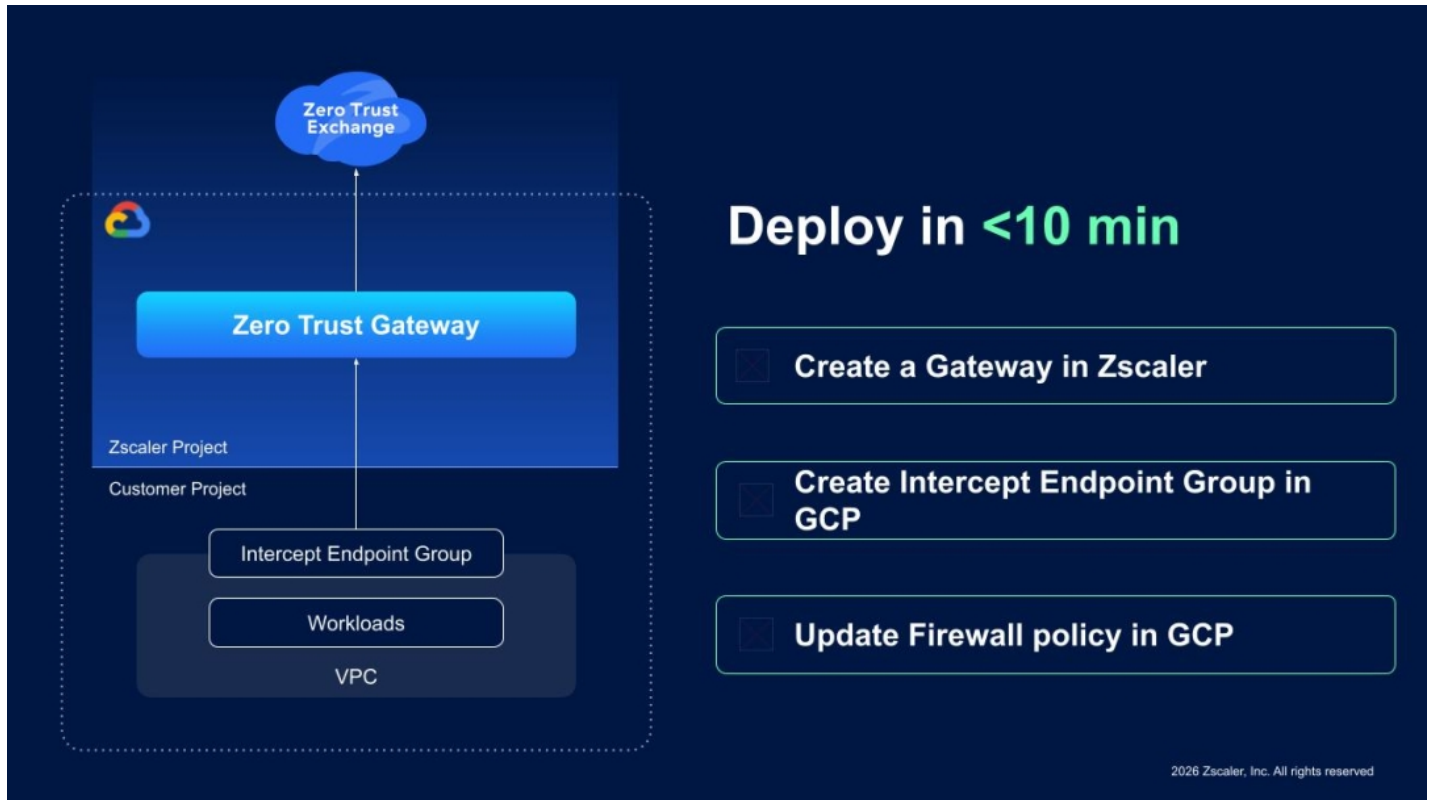 Zero Trust
Exchange
Zero Trust Gateway
Zscaler Project
Customer Project
Intercept Endpoint Group
Workloads
VPC
Deploy in <10 min
Create a Gateway in Zscaler
Create Intercept Endpoint Group in
GCP
Update Firewall policy in GCP
2026 Zscaler, Inc. All rights reserved